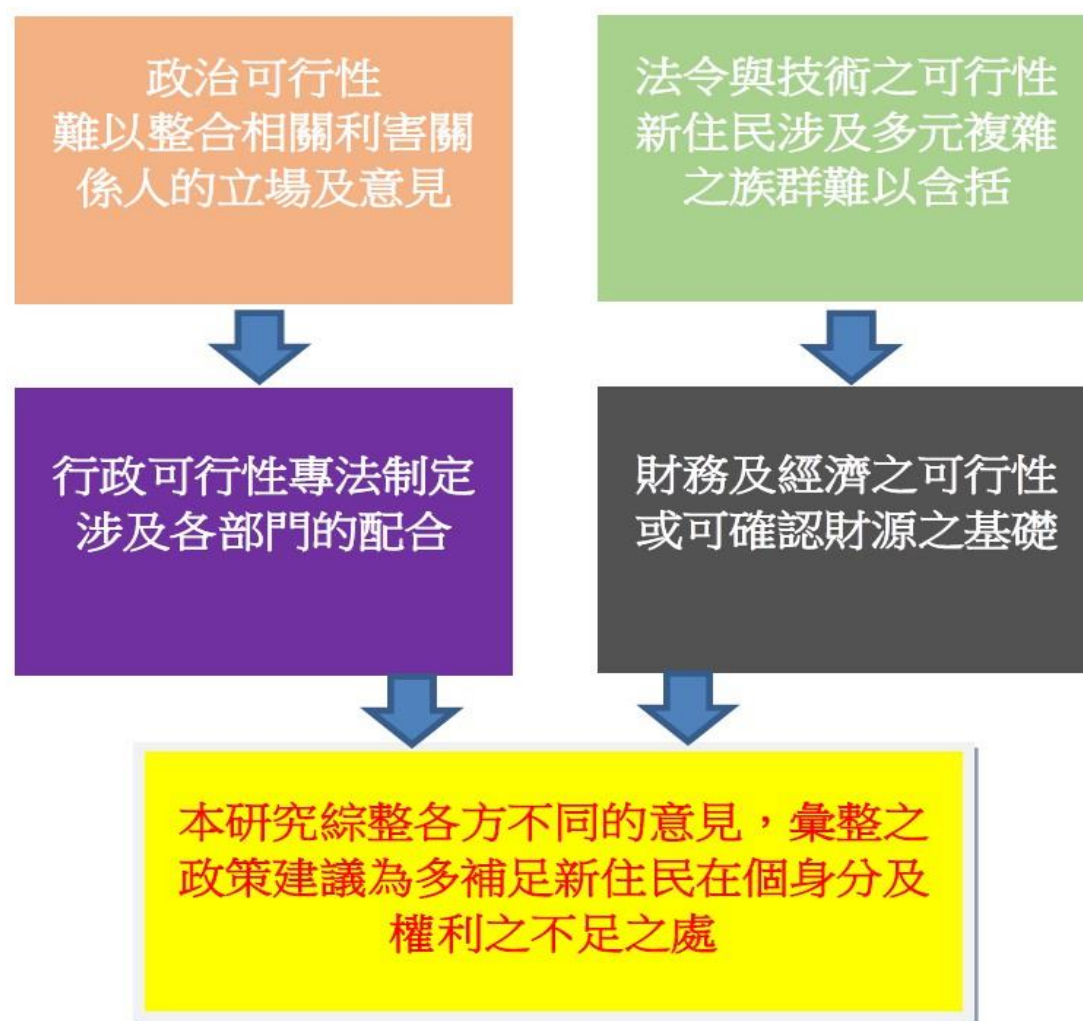 政治可行性
難以整合相關利害關
係人的立場及意見
法令與技術之可行性
新住民涉及多元複雜
之族群難以含括
行政可行性專法制定
涉及各部門的配合
財務及經濟之可行性
或可確認財源之基礎
本研究綜整各方不同的意見，彙整之
政策建議為多補足新住民在個身分及
權利之不足之處